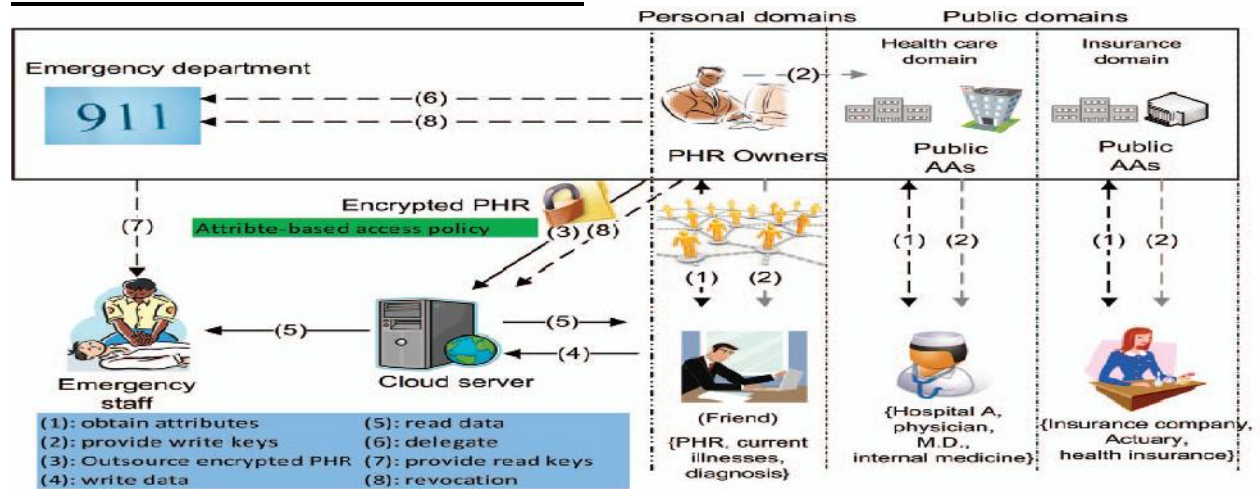 Personal domains
Public domains
Health care
domain
Insurance
domain
Emergency department
911
(6)
(8)
(2)
PHR Owners
Public
AAs
Public
AAs
Encrypted PHR
Attribte-based access policy
(3)
(8)
(7)
(1)
(2)
(1)
(2)
(1)
(2)
(5)
(5)
(4)
Emergency
staff
Cloud server
(Friend)
{PHR, current
illnesses,
diagnosis}
{Hospital A,
physician,
M.D.,
internal medicine}
{Insurance company,
Actuary,
health insurance}
(1): obtain attributes
(2): provide write keys
(3): Outsource encrypted PHR
(4): write data
(5): read data
(6): delegate
(7): provide read keys
(8): revocation